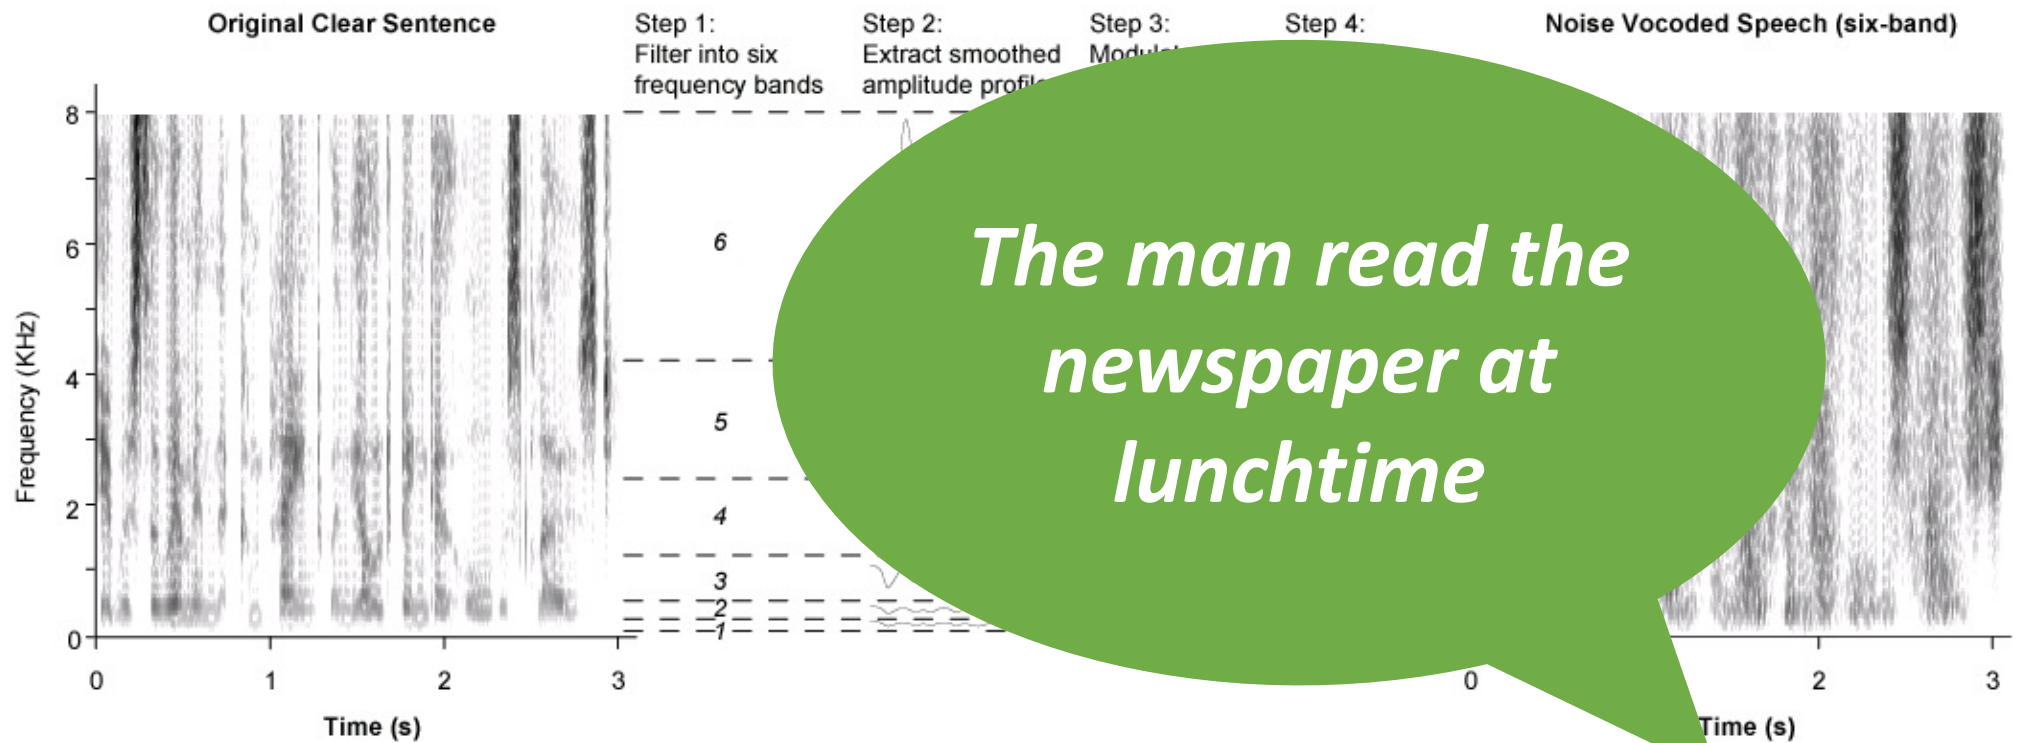 Original Clear Sentence
Step 1:
Filter into six
frequency bands
Step 2:
Extract smoothed
amplitude
Step 3:
Step 4:
Noise Vocoded Speech (six-band)
Frequency (KHz)
8
6
4
2
0
0
1
2
3
Time (s)
6
5
4
3
2
1
The man read the
newspaper at
lunchtime
0
2
3
Time (s)